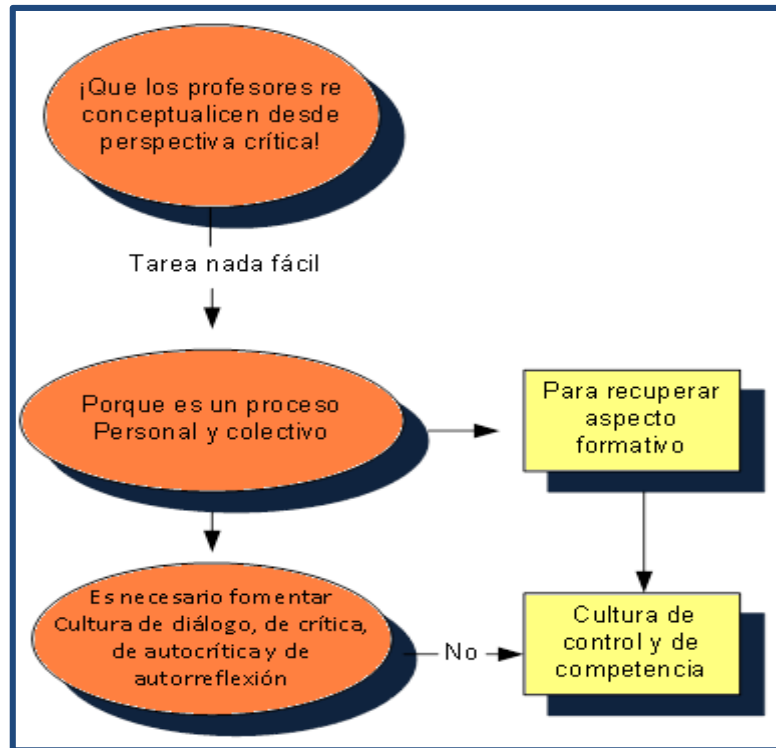 ¡Que los profesores re
conceptualicen desde
perspectiva crítica!
Tarea nada fácil
Porque es un proceso
Personal y colectivo
Para recuperar
aspecto
formativo
Es necesario fomentar
Cultura de diálogo, de crítica,
de autocrítica y de
autorreflexión
No
Cultura de
control y de
competencia